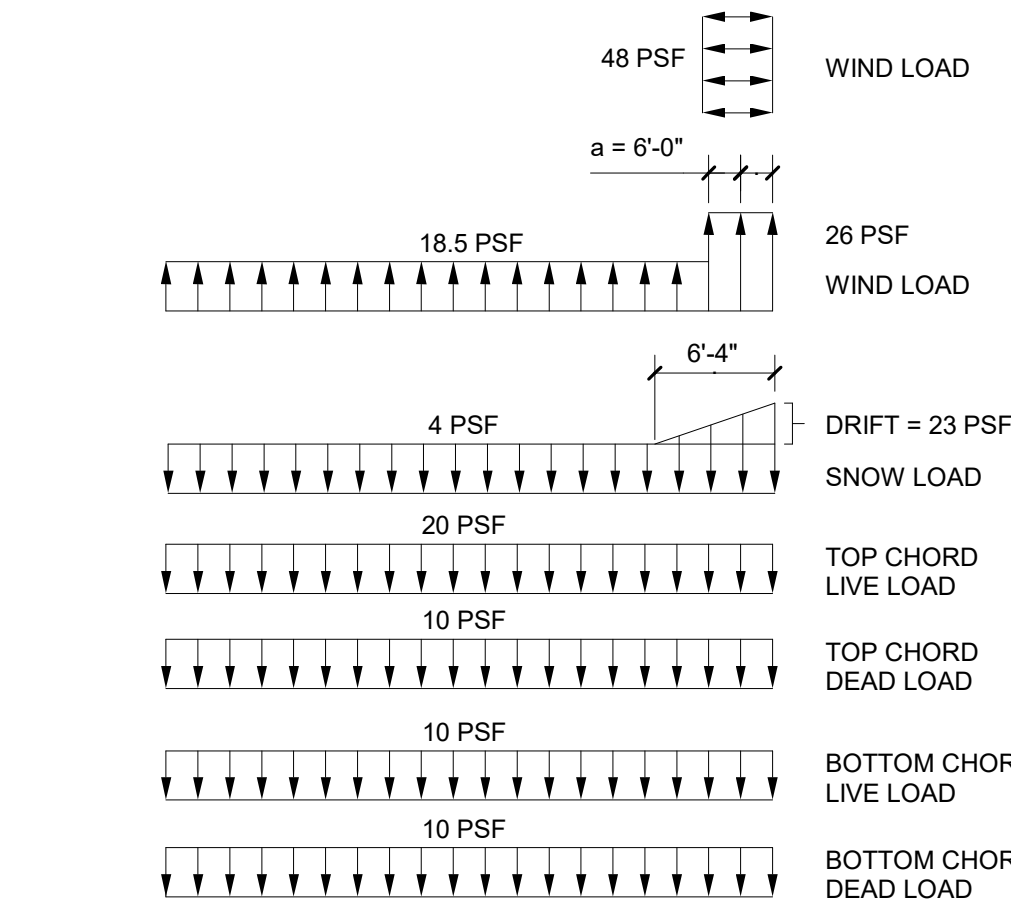 48 PSF
WIND LOAD
a = 6'-0"
18.5 PSF
26 PSF
WIND LOAD
6'-4"
4 PSF
DRIFT = 23 PSF
SNOW LOAD
20 PSF
TOP CHORD
LIVE LOAD
10 PSF
TOP CHORD
DEAD LOAD
10 PSF
BOTTOM CHOR
LIVE LOAD
10 PSF
BOTTOM CHOR
DEAD LOAD